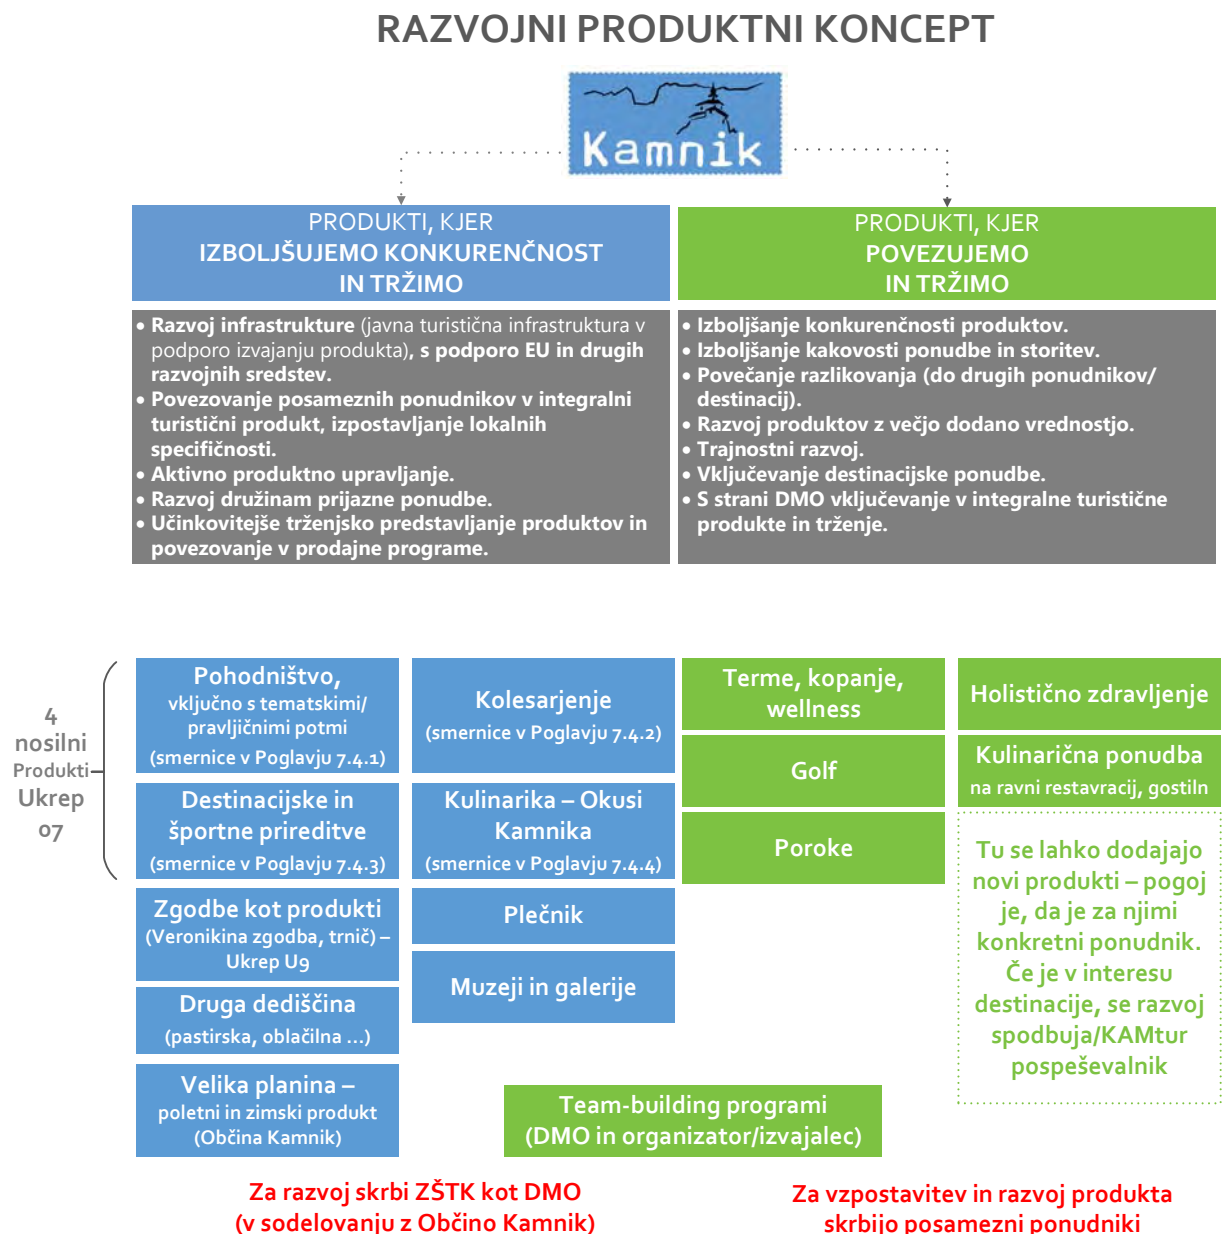 RAZVOJNI PRODUKTNI KONCEPT
Kamnik
PRODUKTI, KJER
IZBOLJŠUJEMO KONKURENČNOST
IN TRŽIMO
PRODUKTI, KJER
POVEZUJEMO
IN TRŽIMO
• Razvoj infrastrukture (javna turistična infrastruktura v
podporo izvajanju produkta), s podporo EU in drugih
razvojnih sredstev.
• Povezovanje posameznih ponudnikov v integralni
turistični produkt, izpostavljanje lokalnih
specifičnosti.
• Aktivno produktno upravljanje.
• Razvoj družinam prijazne ponudbe.
• Učinkovitejše trženjsko predstavljanje produktov in
povezovanje v prodajne programe.
• Izboljšanje konkurenčnosti produktov.
• Izboljšanje kakovosti ponudbe in storitev.
• Povečanje razlikovanja (do drugih ponudnikov/
destinacij).
• Razvoj produktov z večjo dodano vrednostjo.
• Trajnostni razvoj.
• Vključevanje destinacijske ponudbe.
• S strani DMO vključevanje v integralne turistične
produkte in trženje.
4
nosilni
Produkti
Ukrep
07
Pohodništvo,
vključno s tematskimi/
pravljičnimi potmi
(smernice v Poglavju 7.4.1)
Kolesarjenje
(smernice v Poglavju 7.4.2)
Destinacijske in
športne prireditve
(smernice v Poglavju 7.4.3)
Kulinarika – Okusi
Kamnika
(smernice v Poglavju 7.4.4)
Zgodbe kot produkti
(Veronikina zgodba, trnič) –
Ukrep U9
Plečnik
Druga dediščina
(pastirska, oblačilna ...)
Muzeji in galerije
Velika planina –
poletni in zimski produkt
(Občina Kamnik)
Terme, kopanje,
wellness
Holistično zdravljenje
Golf
Kulinarična ponudba
na ravni restavracij, gostiln
Poroke
Tu se lahko dodajajo
novi produkti – pogoj
je, da je za njimi
konkretni ponudnik.
Če je v interesu
destinacije, se razvoj
spodbuja/KAMtur
pospeševalnik
Team-building programi
(DMO in organizator/izvajalec)
Za razvoj skrbi ZŠTK kot DMO
(v sodelovanju z Občino Kamnik)
Za vzpostavitev in razvoj produkta
skrbijo posamezni ponudniki